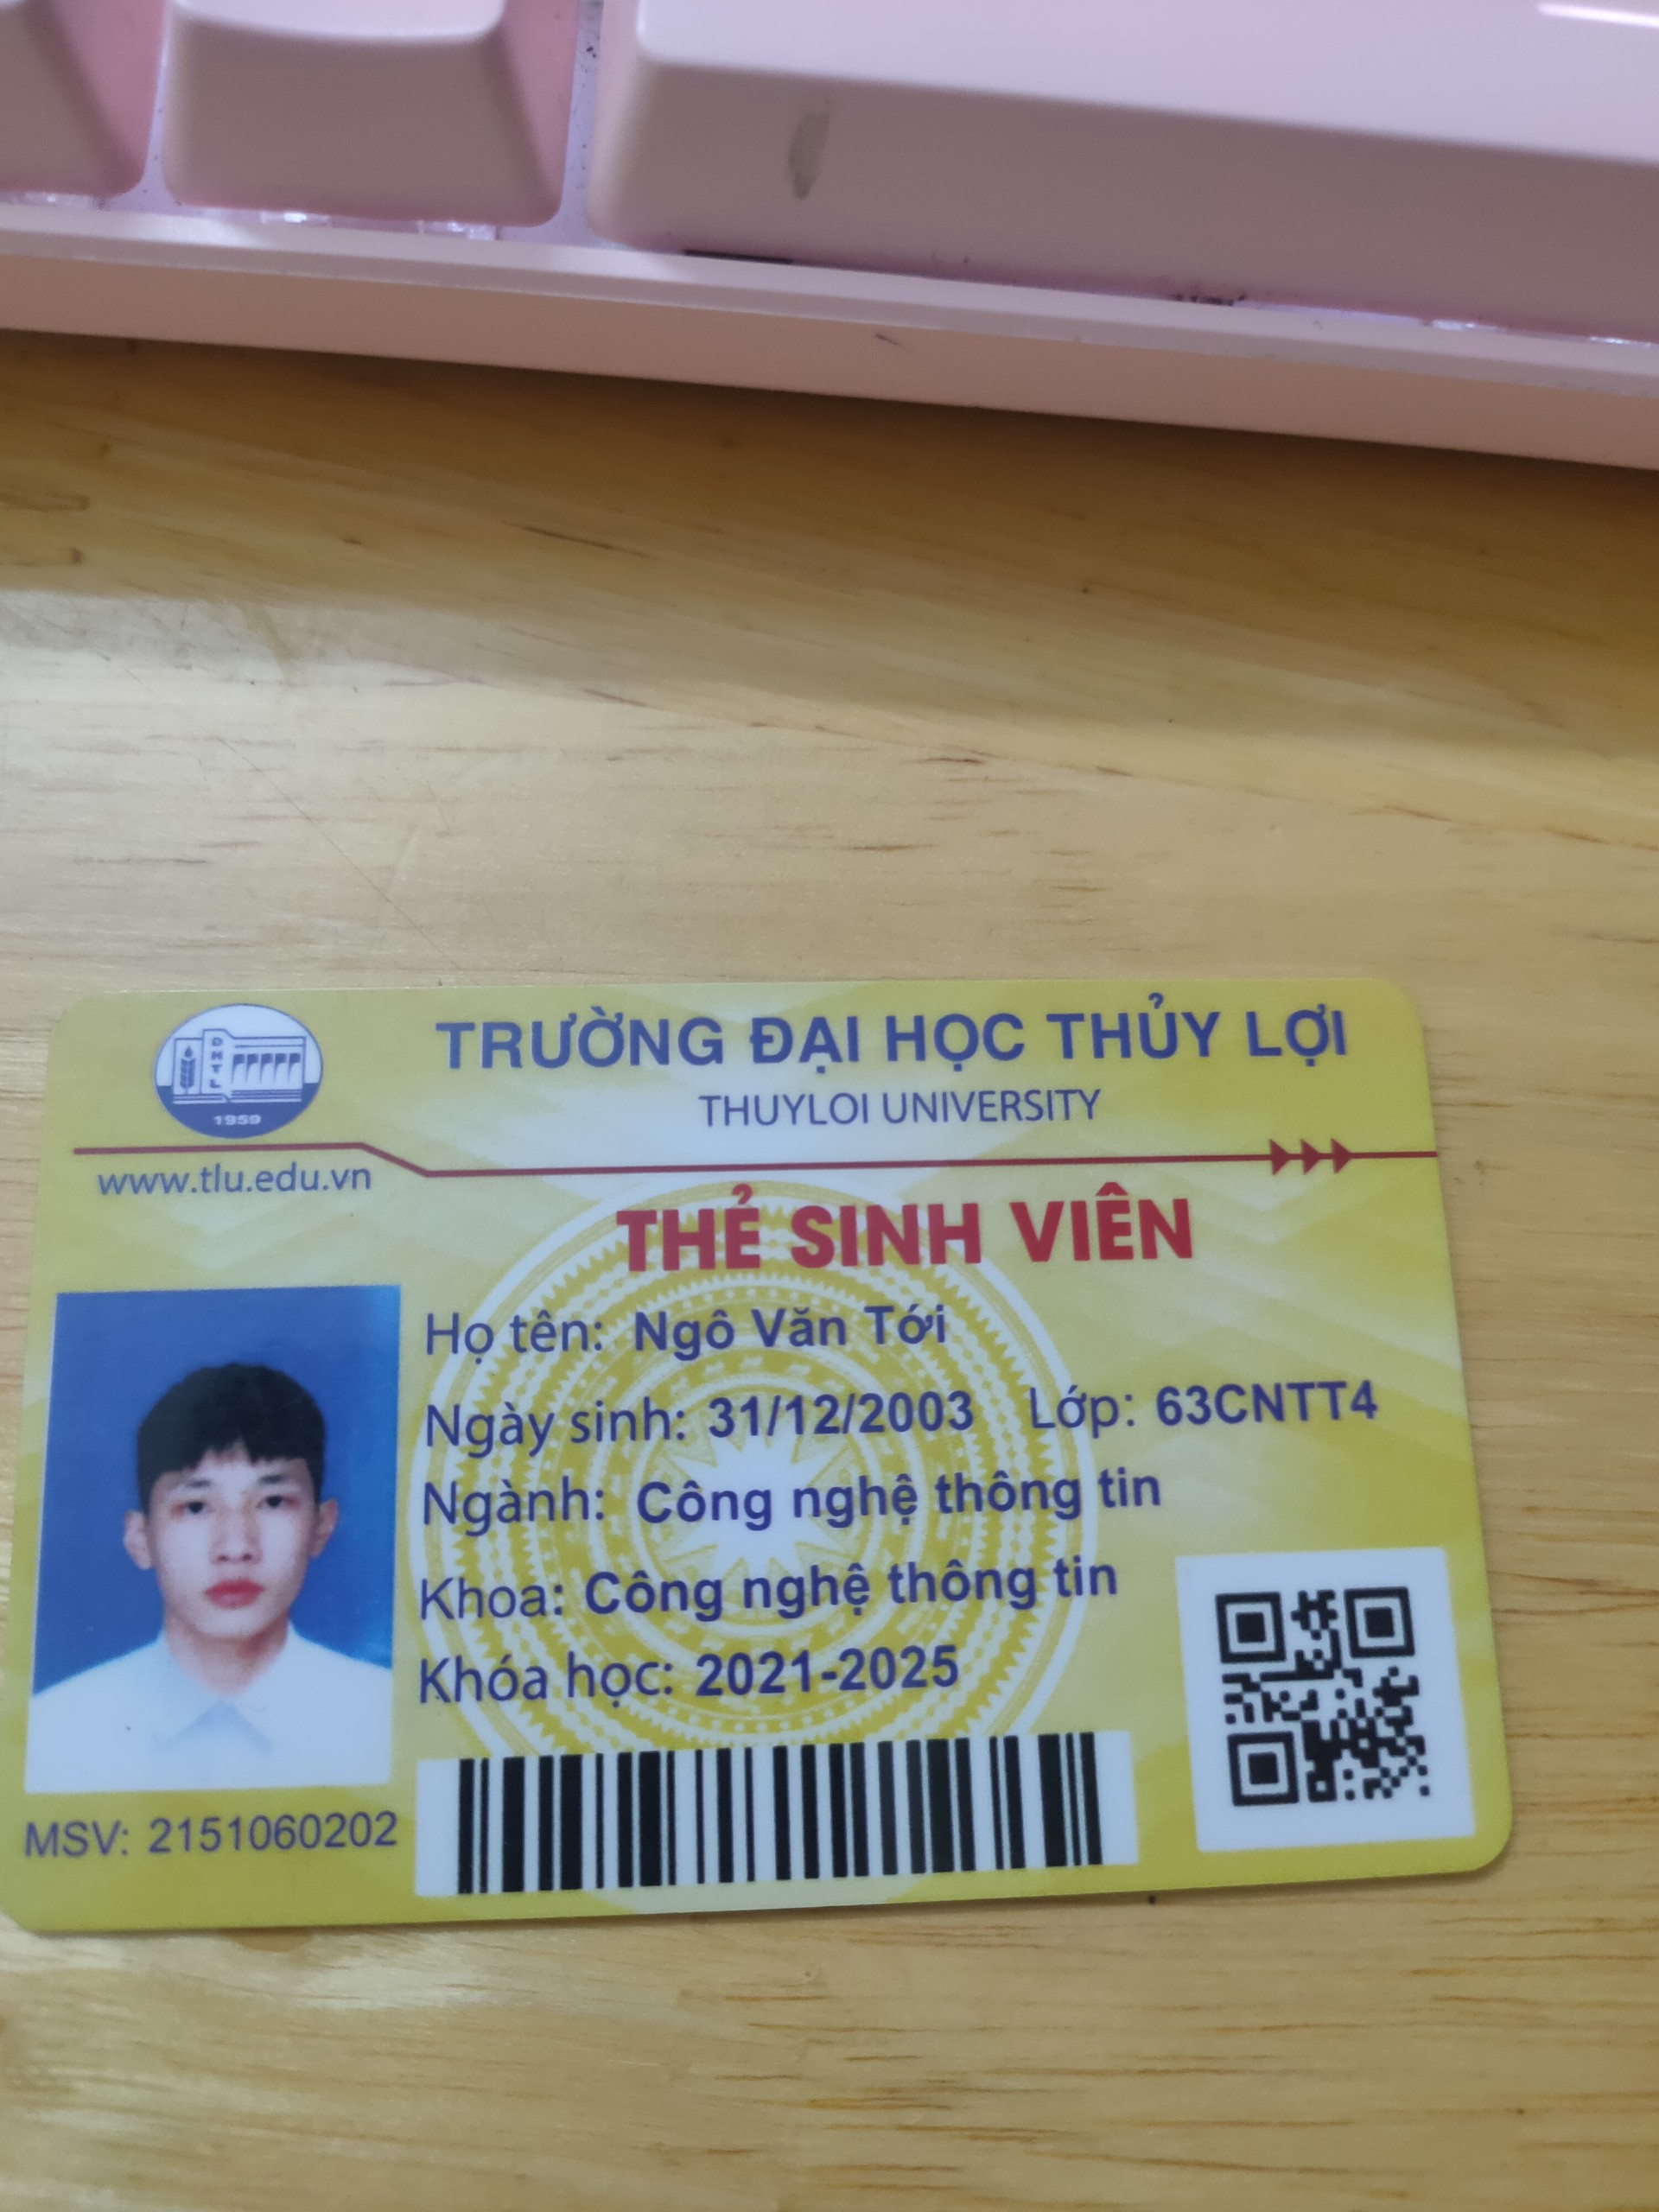 DHTL
1959
TRƯỜNG ĐẠI HỌC THỦY LỢI
THUYLOI UNIVERSITY
www.tlu.edu.vn
THẺ SINH VIÊN
Họ tên: Ngô Văn Tới
Ngày sinh: 31/12/2003 Lớp: 63CNTT4
Ngành: Công nghệ thông tin
Khoa: Công nghệ thông tin
Khóa học: 2021-2025
MSV: 2151060202